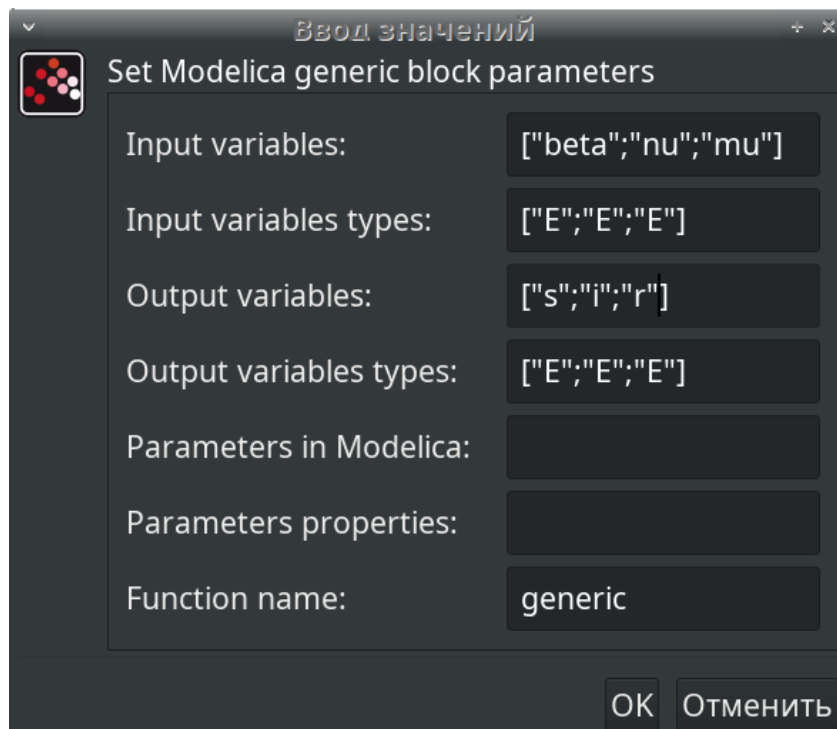 Ввод значений
Set Modelica generic block parameters
Input variables: ["beta";"nu";"mu"]
Input variables types: ["E";"E";"E"]
Output variables: ["s";"i";"r"]
Output variables types: ["E";"E";"E"]
Parameters in Modelica:
Parameters properties:
Function name: generic
OK Отменить